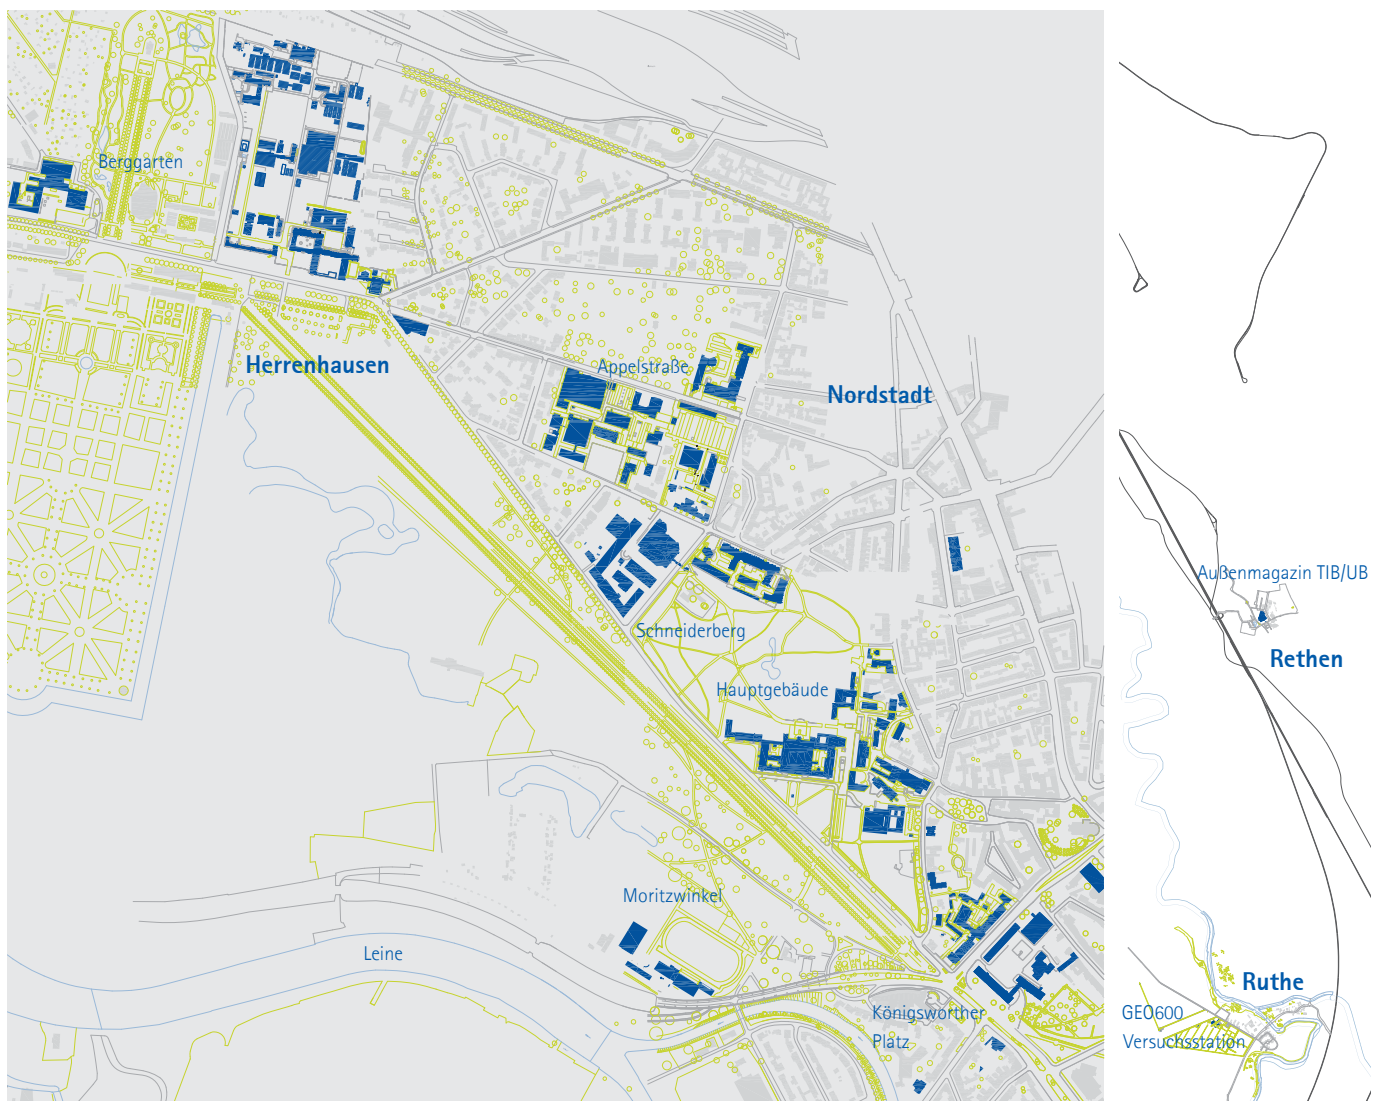 Berggarten
Herrenhausen
Appelstraße
Nordstadt
Schneiderberg
Hauptgebäude
Moritzwinkel
Leine
Königsworther
Platz
Außenmagazin TIB/UB
Rethen
Ruthe
GEO600
Versuchsstation